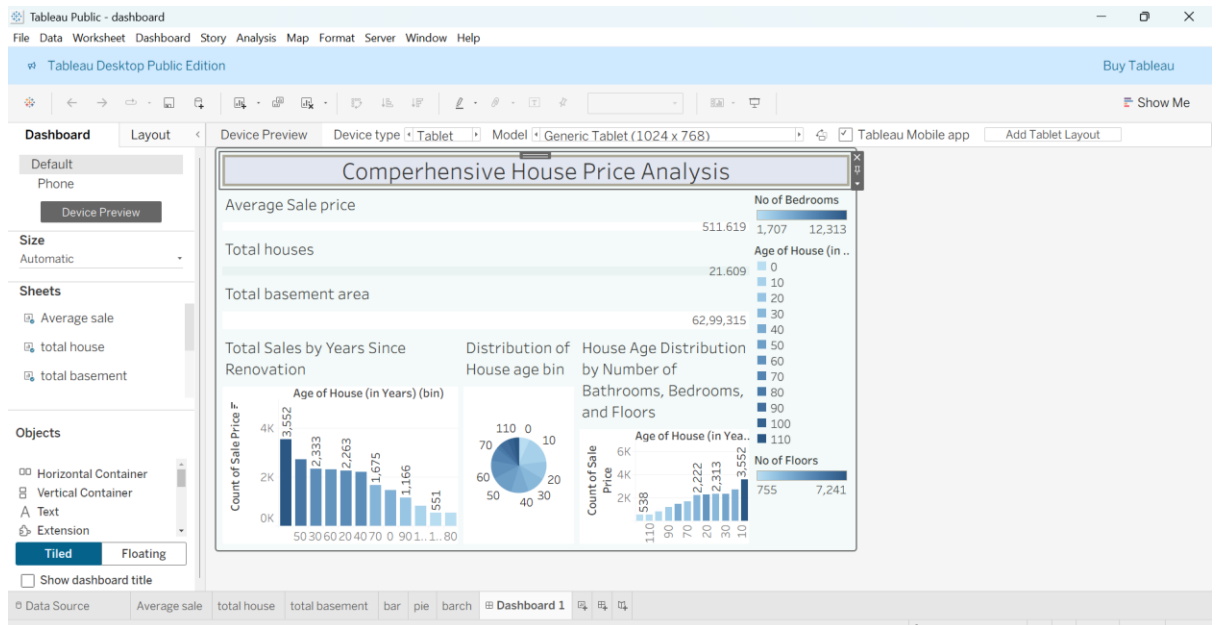 Tableau Public - dashboard
File Data Worksheet Dashboard Story Analysis Map Format Server Window Help
Tableau Desktop Public Edition
Buy Tableau
Show Me
Dashboard Layout
Device Preview Device type Tablet Model Generic Tablet (1024 x 768) Tableau Mobile app Add Tablet Layout
Default
Phone
Device Preview
Size
Automatic
Sheets
Average sale
total house
total basement
Objects
Horizontal Container
Vertical Container
A Text
Extension
Tiled Floating
Show dashboard title
Comperhensive House Price Analysis
Average Sale price
511.619
Total houses
21.609
Total basement area
62,99,315
Total Sales by Years Since
Renovation
Age of House (in Years) (bin)
Count of Sale Price
4K
2K
0K
3,552
2,333
2,263
1,675
1,166
551
50 30 60 20 40 70 0 90 1.. 1.. 80
Distribution of
House age bin
110 0
10
20
30
40
50
60
70
House Age Distribution
by Number of
Bathrooms, Bedrooms,
and Floors
Age of House (in Yea..
Count of Sale
Price
6K
4K
2K
538
2,222
2,313
3,552
110
90
70
20
30
10
No of Bedrooms
1,707 12,313
Age of House (in ..
0
10
20
30
40
50
60
70
80
90
100
110
No of Floors
755 7,241
Data Source Average sale total house total basement bar pie barch Dashboard 1